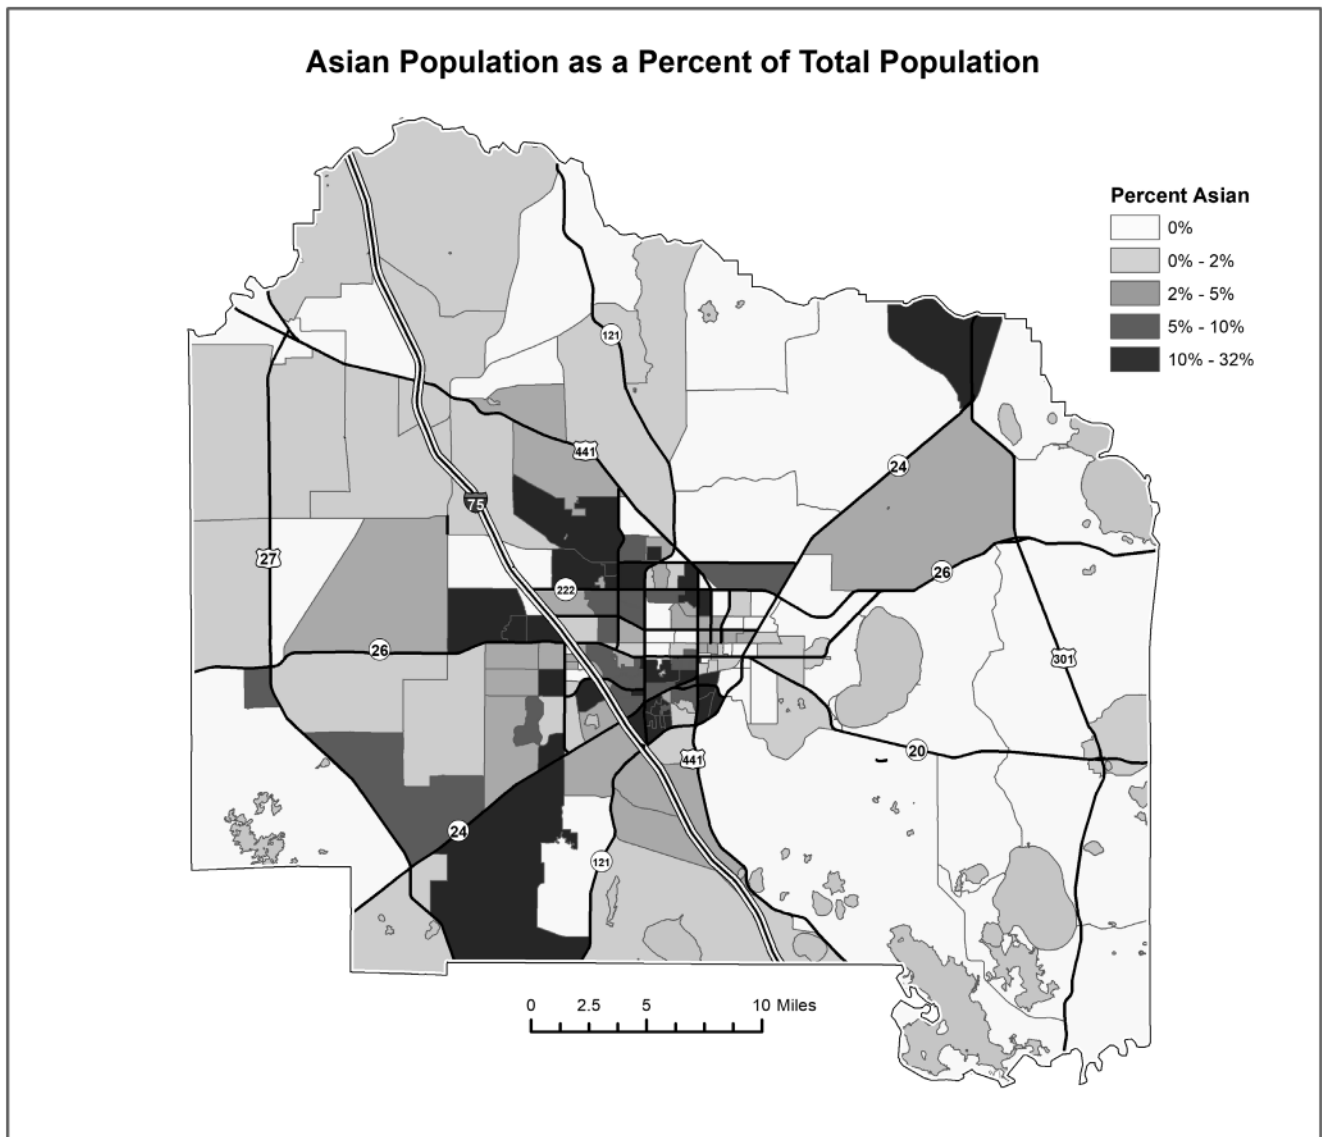 Asian Population as a Percent of Total Population
Percent Asian
0%
0% - 2%
2% - 5%
5% - 10%
10% - 32%
121
441
24
75
27
26
222
26
301
20
441
24
121
0 2.5 5 10 Miles